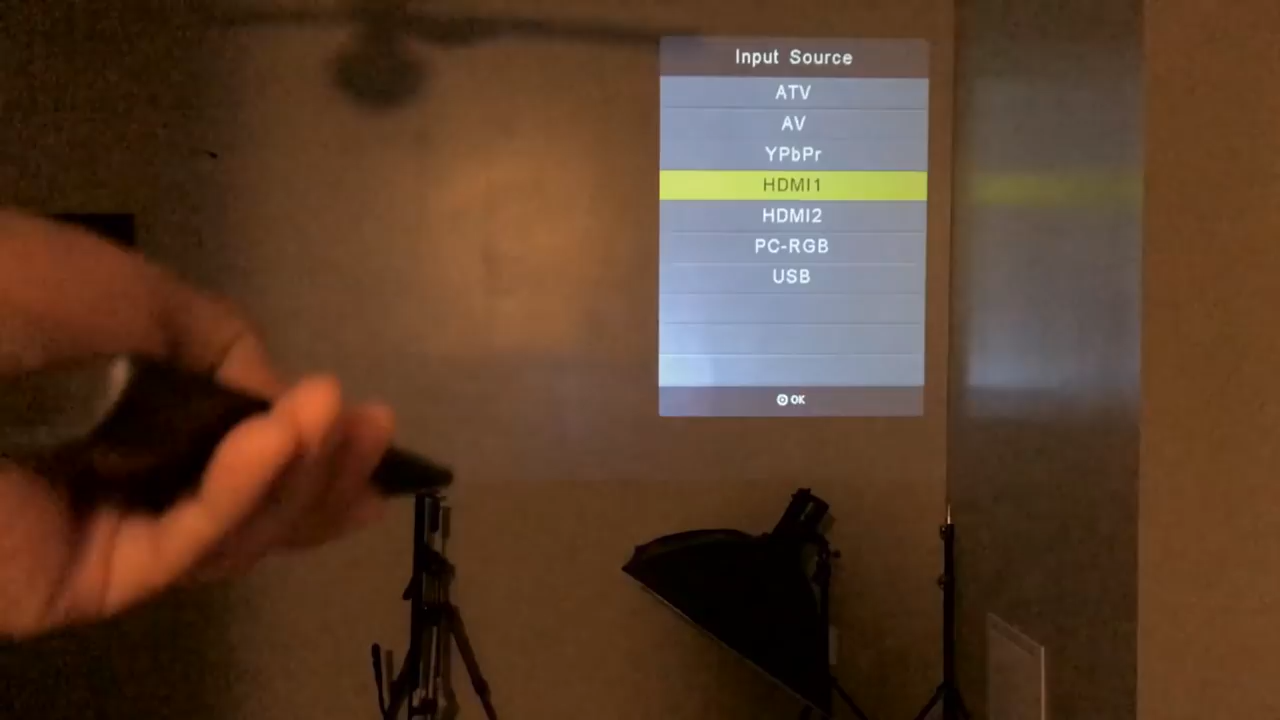 Input Source
ATV
AV
YPbPr
HDMI1
HDMI2
PC-RGB
USB
OK